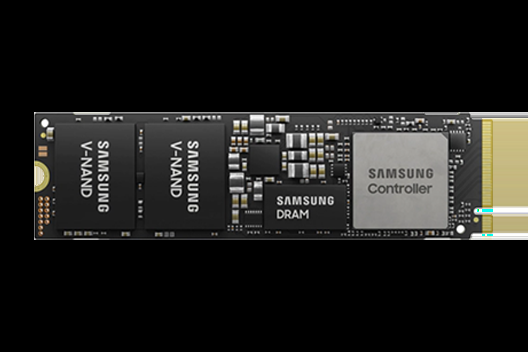 SAMSUNG
V-NAND
SAMSUNG
V-NAND
SAMSUNG
DRAM
SAMSUNG
Controller